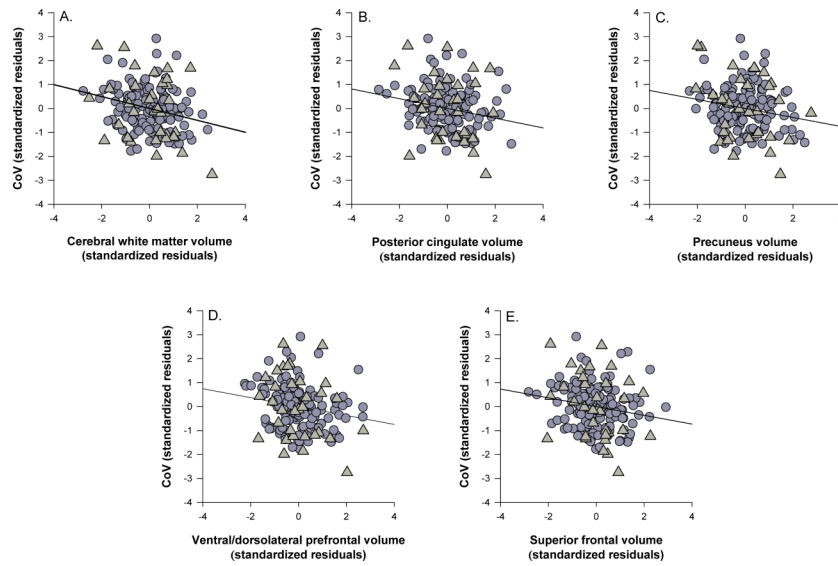 A.
4
3
2
1
0
-1
-2
-3
-4
-4 -2 0 2 4
CoV (standardized residuals)
Cerebral white matter volume
(standardized residuals)
B.
4
3
2
1
0
-1
-2
-3
-4
-4 -2 0 2 4
CoV (standardized residuals)
Posterior cingulate volume
(standardized residuals)
C.
4
3
2
1
0
-1
-2
-3
-4
-4 -2 0 2 4
CoV (standardized residuals)
Precuneus volume
(standardized residuals)
D.
4
3
2
1
0
-1
-2
-3
-4
-4 -2 0 2 4
CoV (standardized residuals)
Ventral/dorsolateral prefrontal volume
(standardized residuals)
E.
4
3
2
1
0
-1
-2
-3
-4
-4 -2 0 2 4
CoV (standardized residuals)
Superior frontal volume
(standardized residuals)